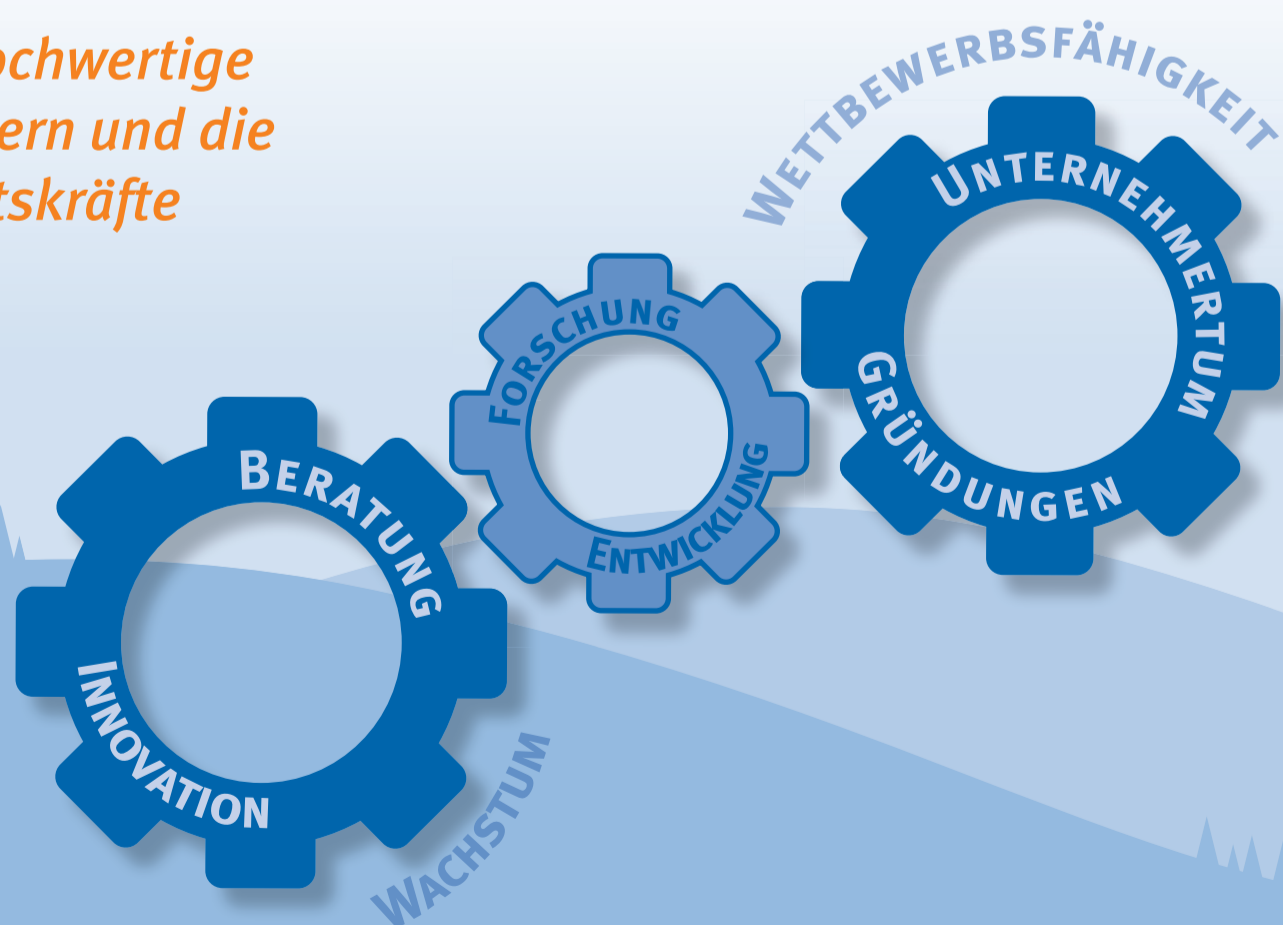 ochwertige
ern und die
tskräfte
WETTBEWERBSFÄHIGKEIT
UNTERNEHMERTUM
GRÜNDUNGEN
FORSCHUNG
ENTWICKLUNG
BERATUNG
INNOVATION
WACHSTUM